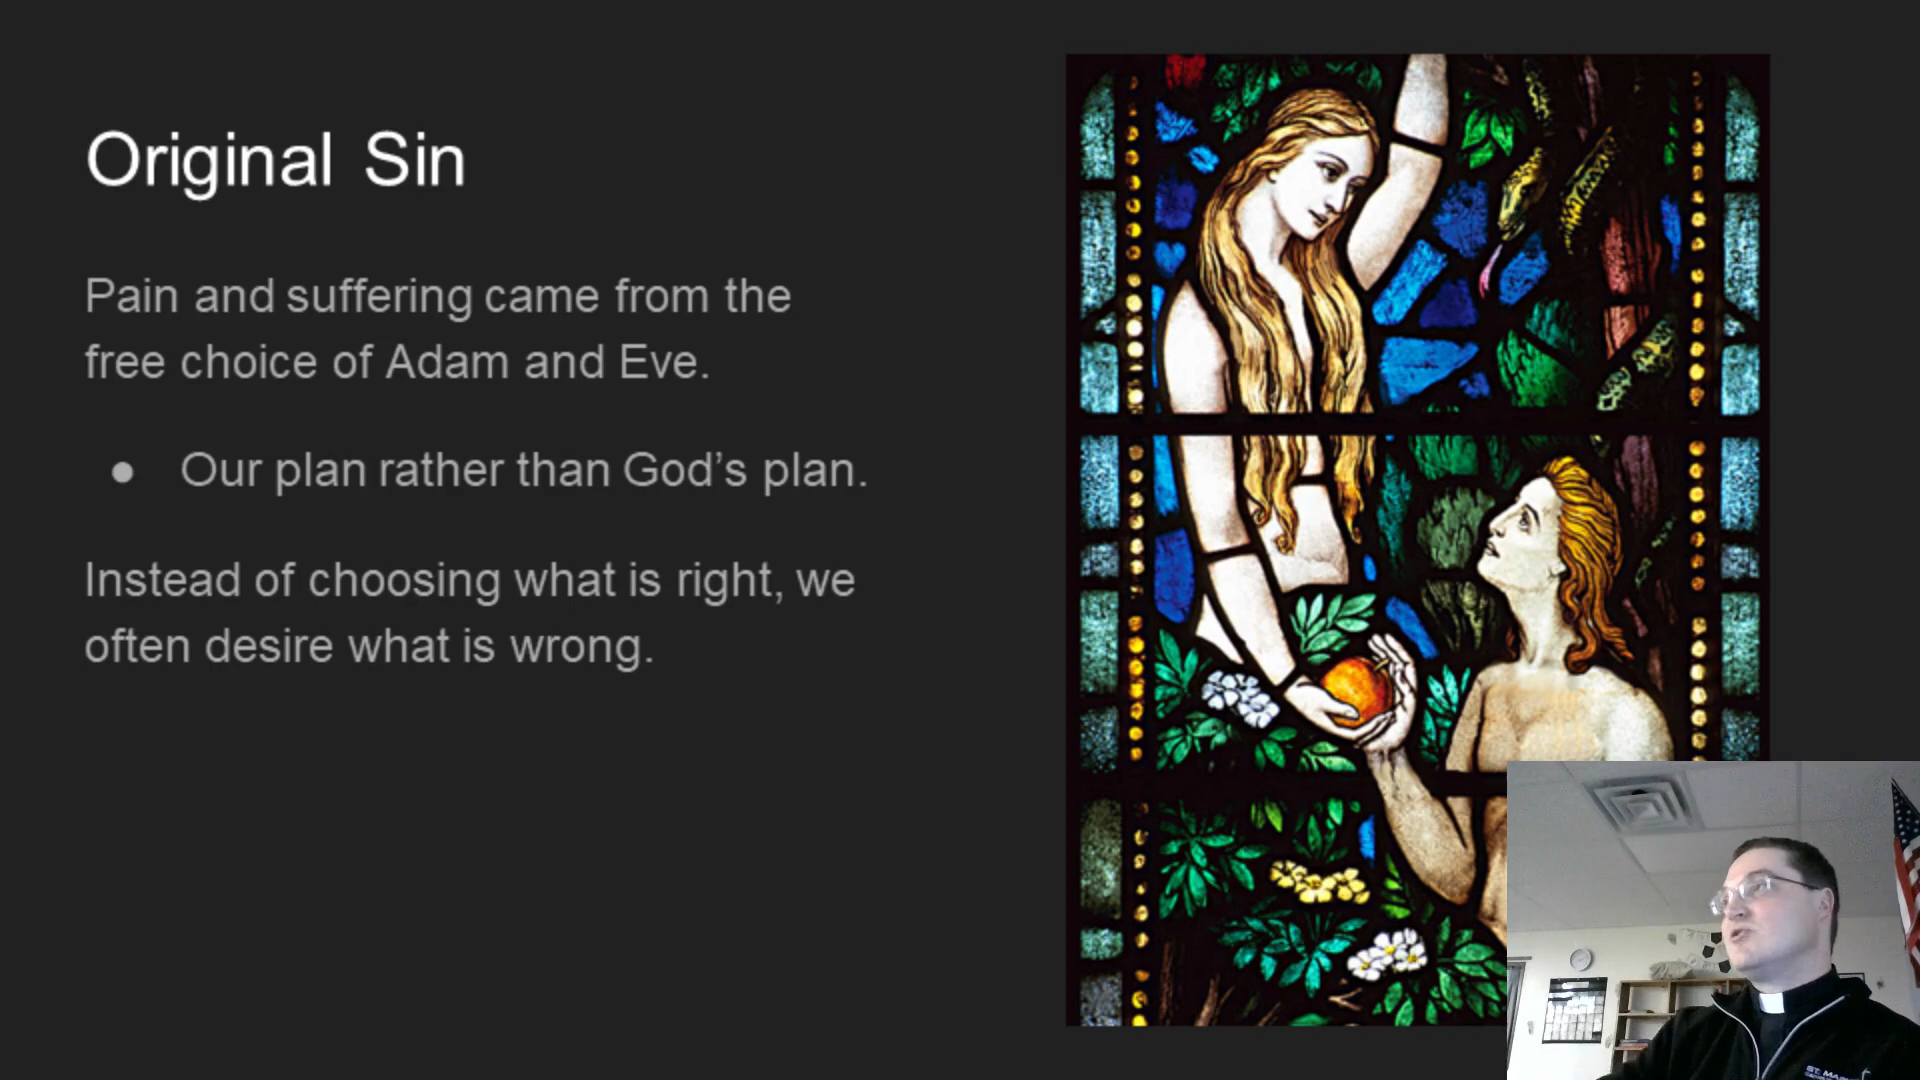 Original Sin
Pain and suffering came from the
free choice of Adam and Eve.
● Our plan rather than God’s plan.
Instead of choosing what is right, we
often desire what is wrong.